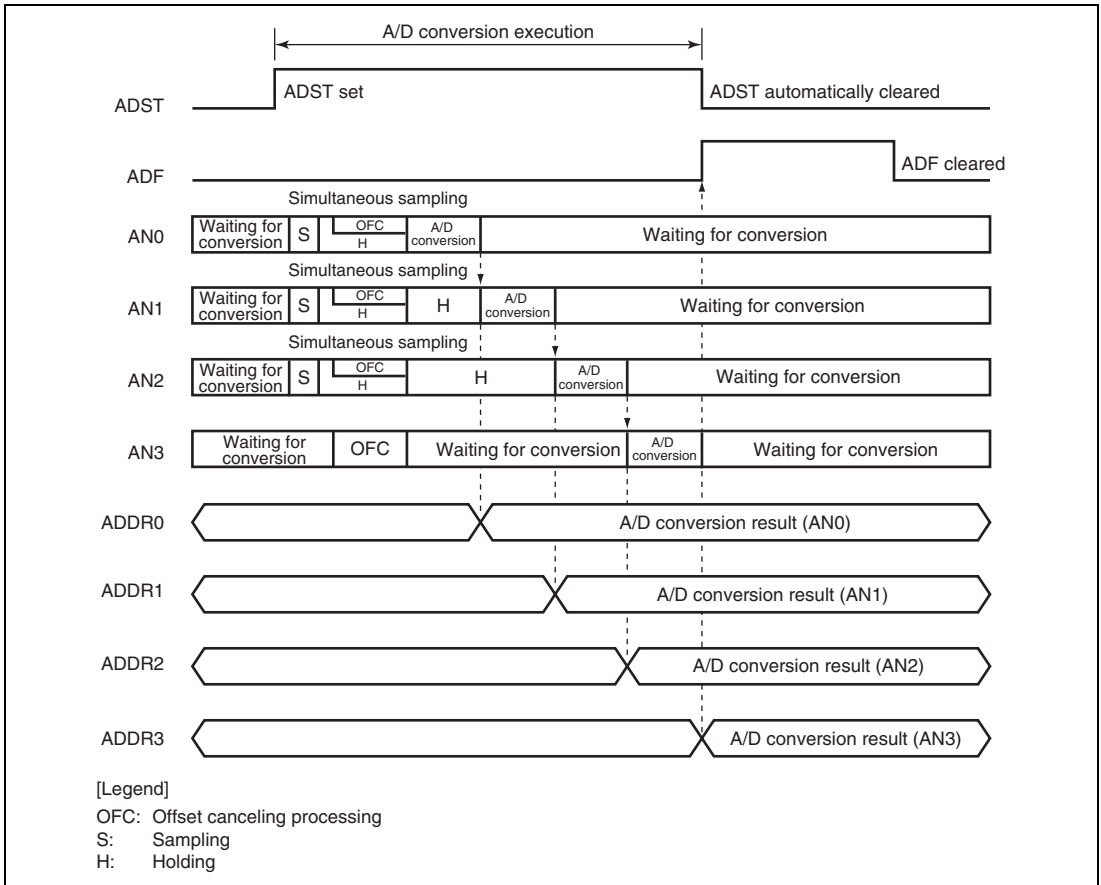 A/D conversion execution
ADST
ADST set
ADST automatically cleared
ADF
ADF cleared
Simultaneous sampling
AN0
Waiting for
conversion
S
OFC
H
A/D
conversion
Waiting for conversion
Simultaneous sampling
AN1
Waiting for
conversion
S
OFC
H
H
A/D
conversion
Waiting for conversion
Simultaneous sampling
AN2
Waiting for
conversion
S
OFC
H
H
A/D
conversion
Waiting for conversion
AN3
Waiting for
conversion
OFC
Waiting for conversion
A/D
conversion
Waiting for conversion
ADDR0
A/D conversion result (AN0)
ADDR1
A/D conversion result (AN1)
ADDR2
A/D conversion result (AN2)
ADDR3
A/D conversion result (AN3)
[Legend]
OFC: Offset canceling processing
S: Sampling
H: Holding